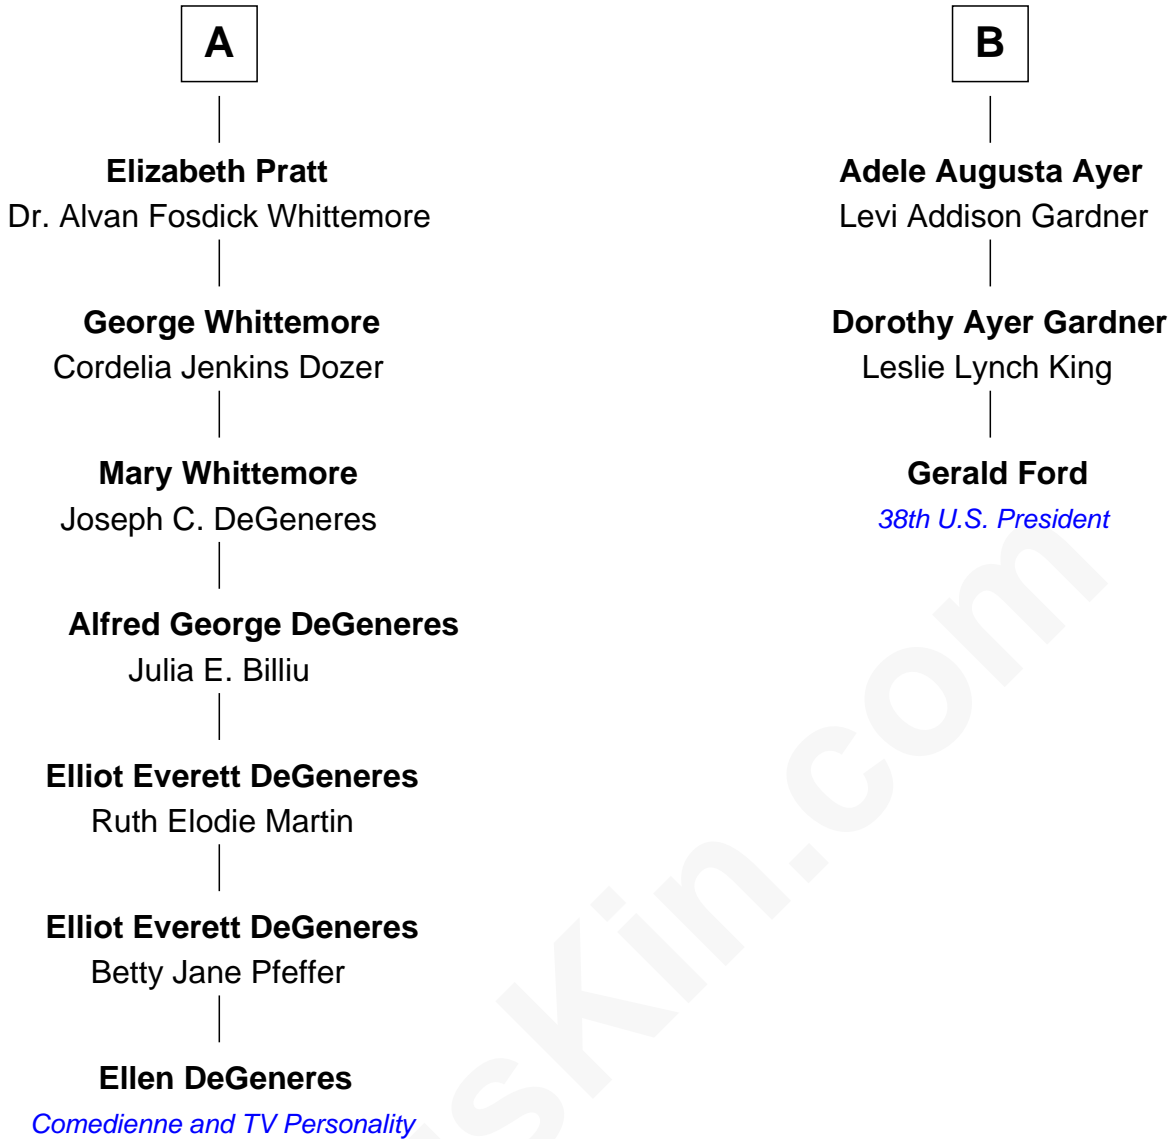 A
Elizabeth Pratt
Dr. Alvan Fosdick Whittemore
George Whittemore
Cordelia Jenkins Dozer
Mary Whittemore
Joseph C. DeGeneres
Alfred George DeGeneres
Julia E. Billiu
Elliot Everett DeGeneres
Ruth Elodie Martin
Elliot Everett DeGeneres
Betty Jane Pfeffer
Ellen DeGeneres
Comedienne and TV Personality
B
Adele Augusta Ayer
Levi Addison Gardner
Dorothy Ayer Gardner
Leslie Lynch King
Gerald Ford
38th U.S. President
usKin.com